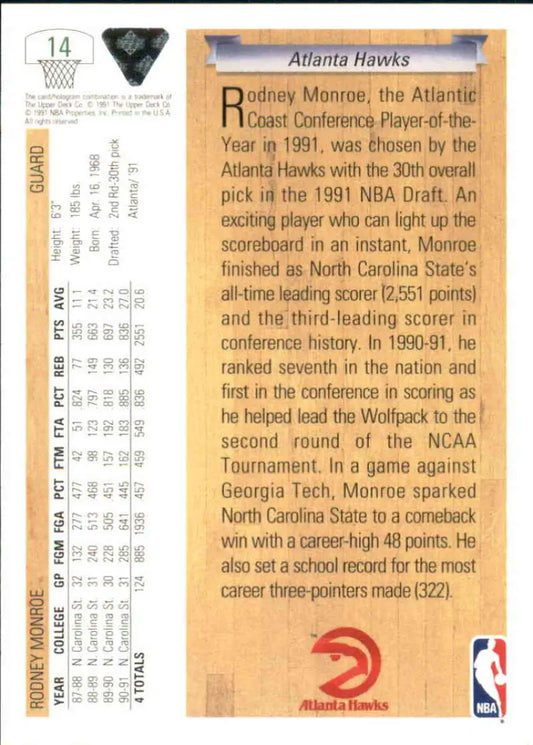 14
The card/hologram combination is a trademark of
The Upper Deck Co. © 1991 The Upper Deck Co.
© 1991 NBA Properties, Inc. Printed in the U.S.A.
All rights reserved.
RODNEY MONROE GUARD
YEAR COLLEGE GP FGM FGA PCT FTM FTA PCT REB PTS AVG
87-88 N. Carolina St. 32 132 277 .477 42 51 .824 77 355 11.1
88-89 N. Carolina St. 31 240 513 .468 98 123 .797 149 663 21.4
89-90 N. Carolina St. 30 228 505 .451 157 192 .818 130 697 23.2
90-91 N. Carolina St. 31 285 641 .445 162 183 .885 136 836 27.0
4 TOTALS 124 885 1936 .457 459 549 .836 492 2551 20.6
Height: 6'3"
Weight: 185 lbs.
Born: Apr. 16, 1968
Drafted: 2nd Rd-30th pick
Atlanta/ '91
Atlanta Hawks
Rodney Monroe, the Atlantic
Coast Conference Player-of-the-
Year in 1991, was chosen by the
Atlanta Hawks with the 30th overall
pick in the 1991 NBA Draft. An
exciting player who can light up the
scoreboard in an instant, Monroe
finished as North Carolina State's
all-time leading scorer (2,551 points)
and the third-leading scorer in
conference history. In 1990-91, he
ranked seventh in the nation and
first in the conference in scoring as
he helped lead the Wolfpack to the
second round of the NCAA
Tournament. In a game against
Georgia Tech, Monroe sparked
North Carolina State to a comeback
win with a career-high 48 points. He
also set a school record for the most
career three-pointers made (322).
Atlanta Hawks
NBA